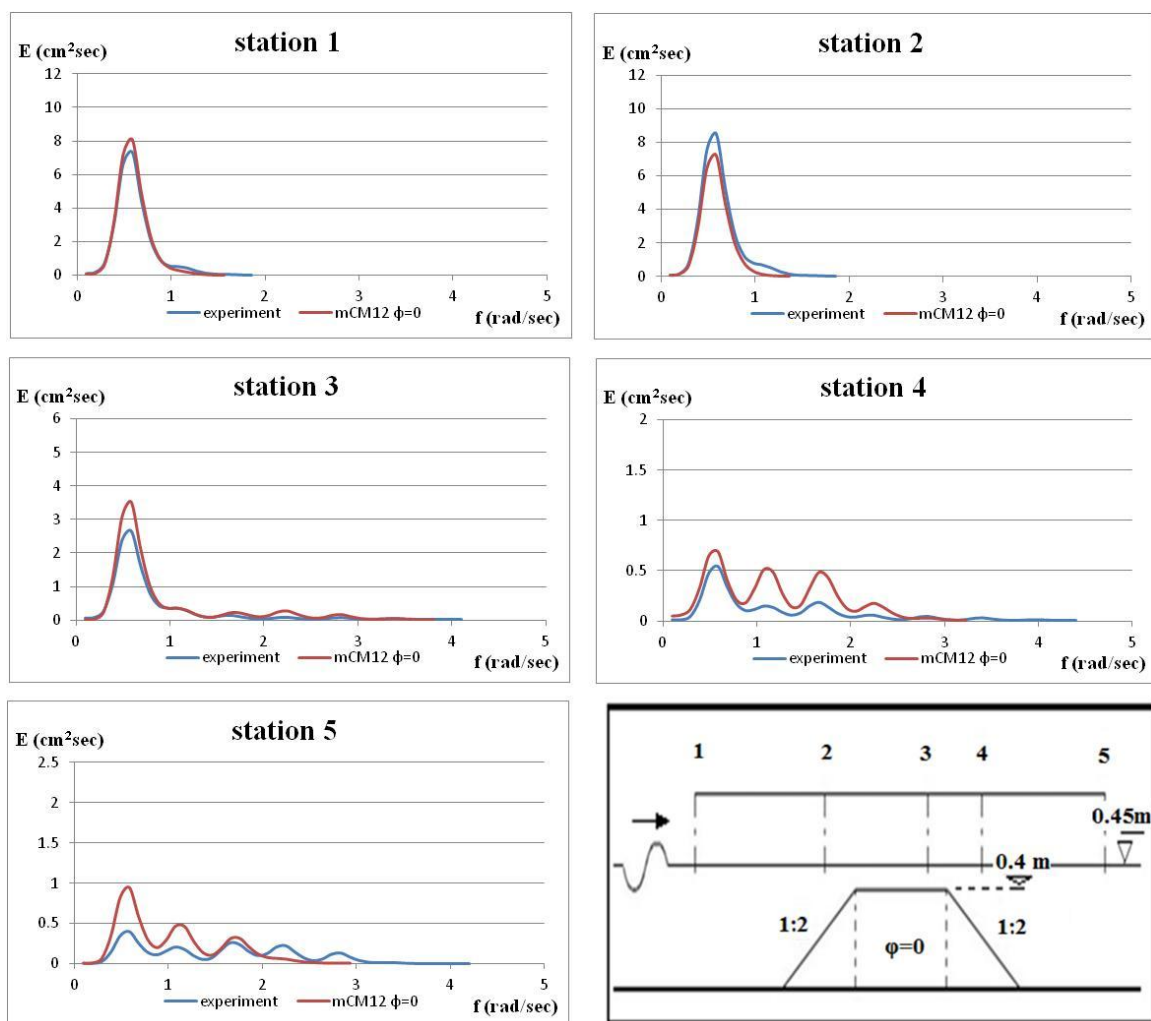 station 1
E (cm²sec)
12
10
8
6
4
2
0
0 1 2 3 4 5
experiment mCM12 ϕ=0 f (rad/sec)
station 2
E (cm²sec)
12
10
8
6
4
2
0
0 1 2 3 4 5
experiment mCM12 ϕ=0 f (rad/sec)
station 3
E (cm²sec)
6
5
4
3
2
1
0
0 1 2 3 4 5
experiment mCM12 ϕ=0 f (rad/sec)
station 4
E (cm²sec)
2
1.5
1
0.5
0
0 1 2 3 4 5
experiment mCM12 ϕ=0 f (rad/sec)
station 5
E (cm²sec)
2.5
2
1.5
1
0.5
0
0 1 2 3 4 5
experiment mCM12 ϕ=0 f (rad/sec)
1 2 3 4 5
0.45m
0.4 m
1:2 1:2
φ=0